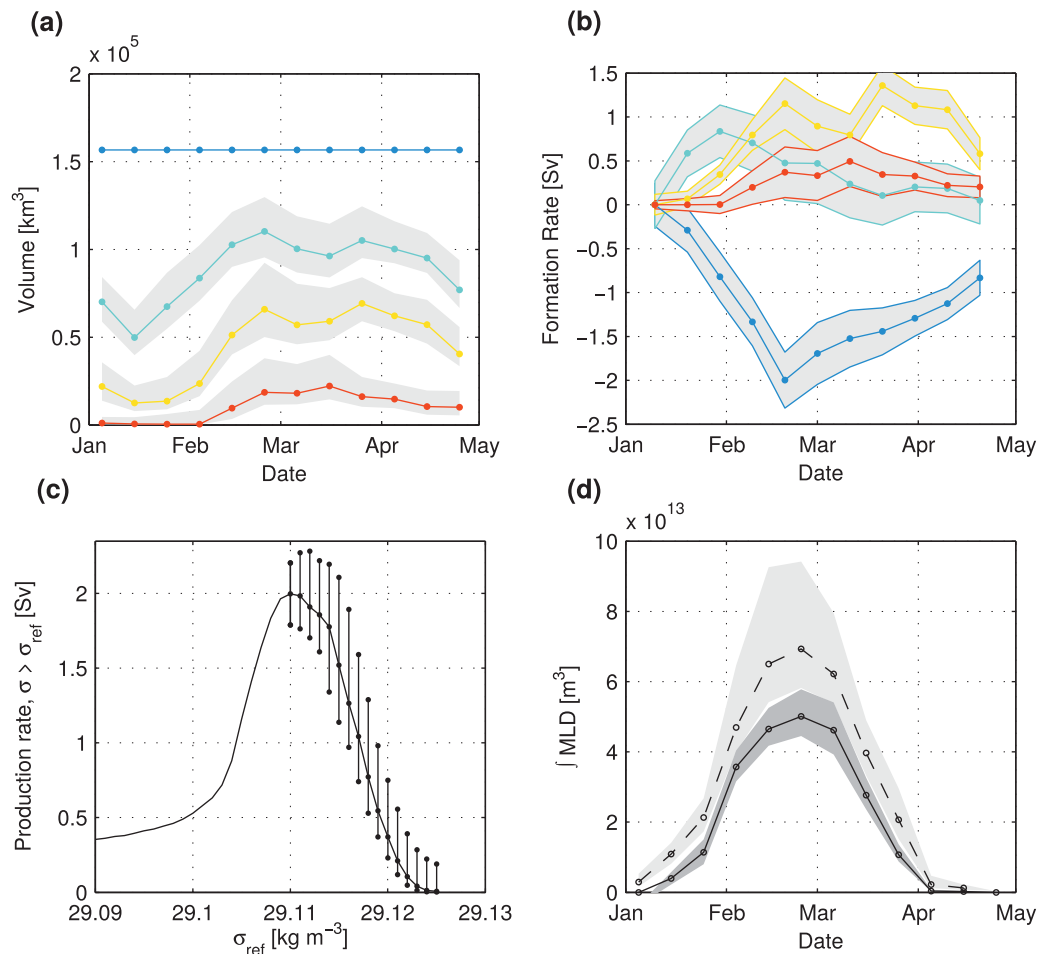 (a)
x 10^5
2
1.5
1
0.5
0
Volume [km^3]
Jan Feb Mar Apr May
Date
(b)
1.5
1
0.5
0
−0.5
−1
−1.5
−2
−2.5
Formation Rate [Sv]
Jan Feb Mar Apr May
Date
(c)
2
1.5
1
0.5
0
Production rate, σ > σ_ref [Sv]
29.09 29.1 29.11 29.12 29.13
σ_ref [kg m^−3]
(d)
x 10^13
10
8
6
4
2
0
∫ MLD [m^3]
Jan Feb Mar Apr May
Date